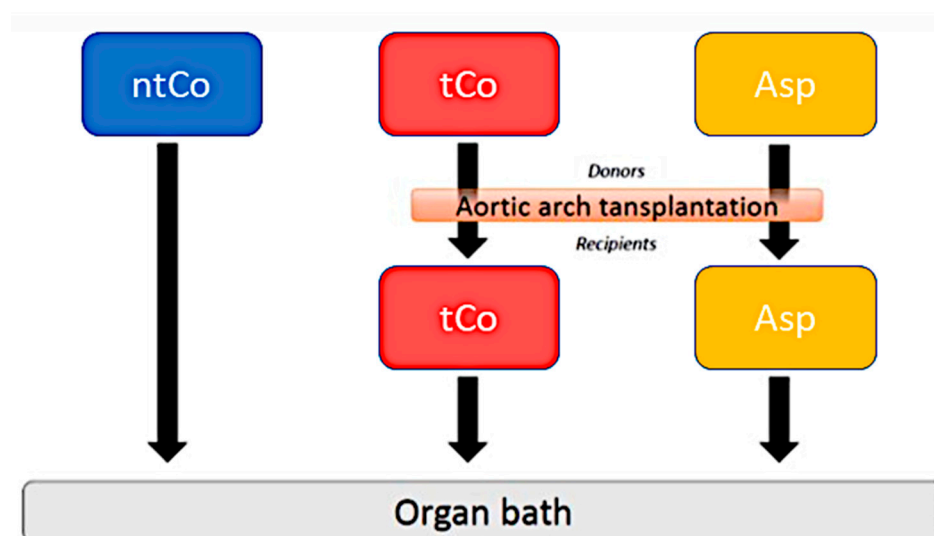 ntCo
tCo
Asp
Donors
Aortic arch tansplantation
Recipients
tCo
Asp
Organ bath